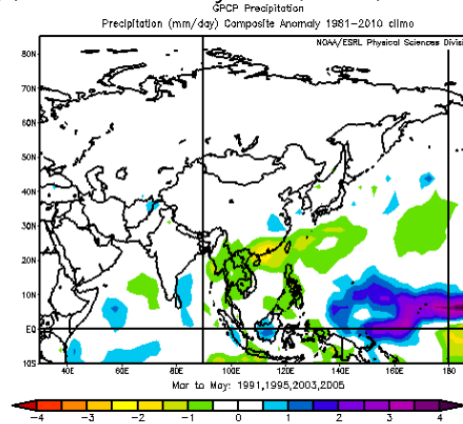 GPCP Precipitation
Precipitation (mm/day) Composite Anomaly 1981-2010 climo
NOAA/ESRL Physical Sciences Divis
80N
70N
60N
50N
40N
30N
20N
10N
EQ
10S
40E 60E 80E 100E 120E 140E 160E 180
Mar to May: 1991,1995,2003,2005
-4 -3 -2 -1 0 1 2 3 4